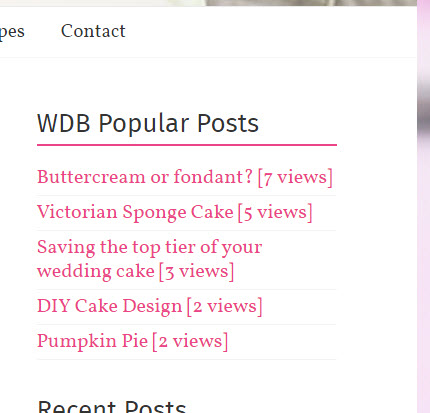 pes Contact
WDB Popular Posts
Buttercream or fondant? [7 views]
Victorian Sponge Cake [5 views]
Saving the top tier of your
wedding cake [3 views]
DIY Cake Design [2 views]
Pumpkin Pie [2 views]
Recent Posts